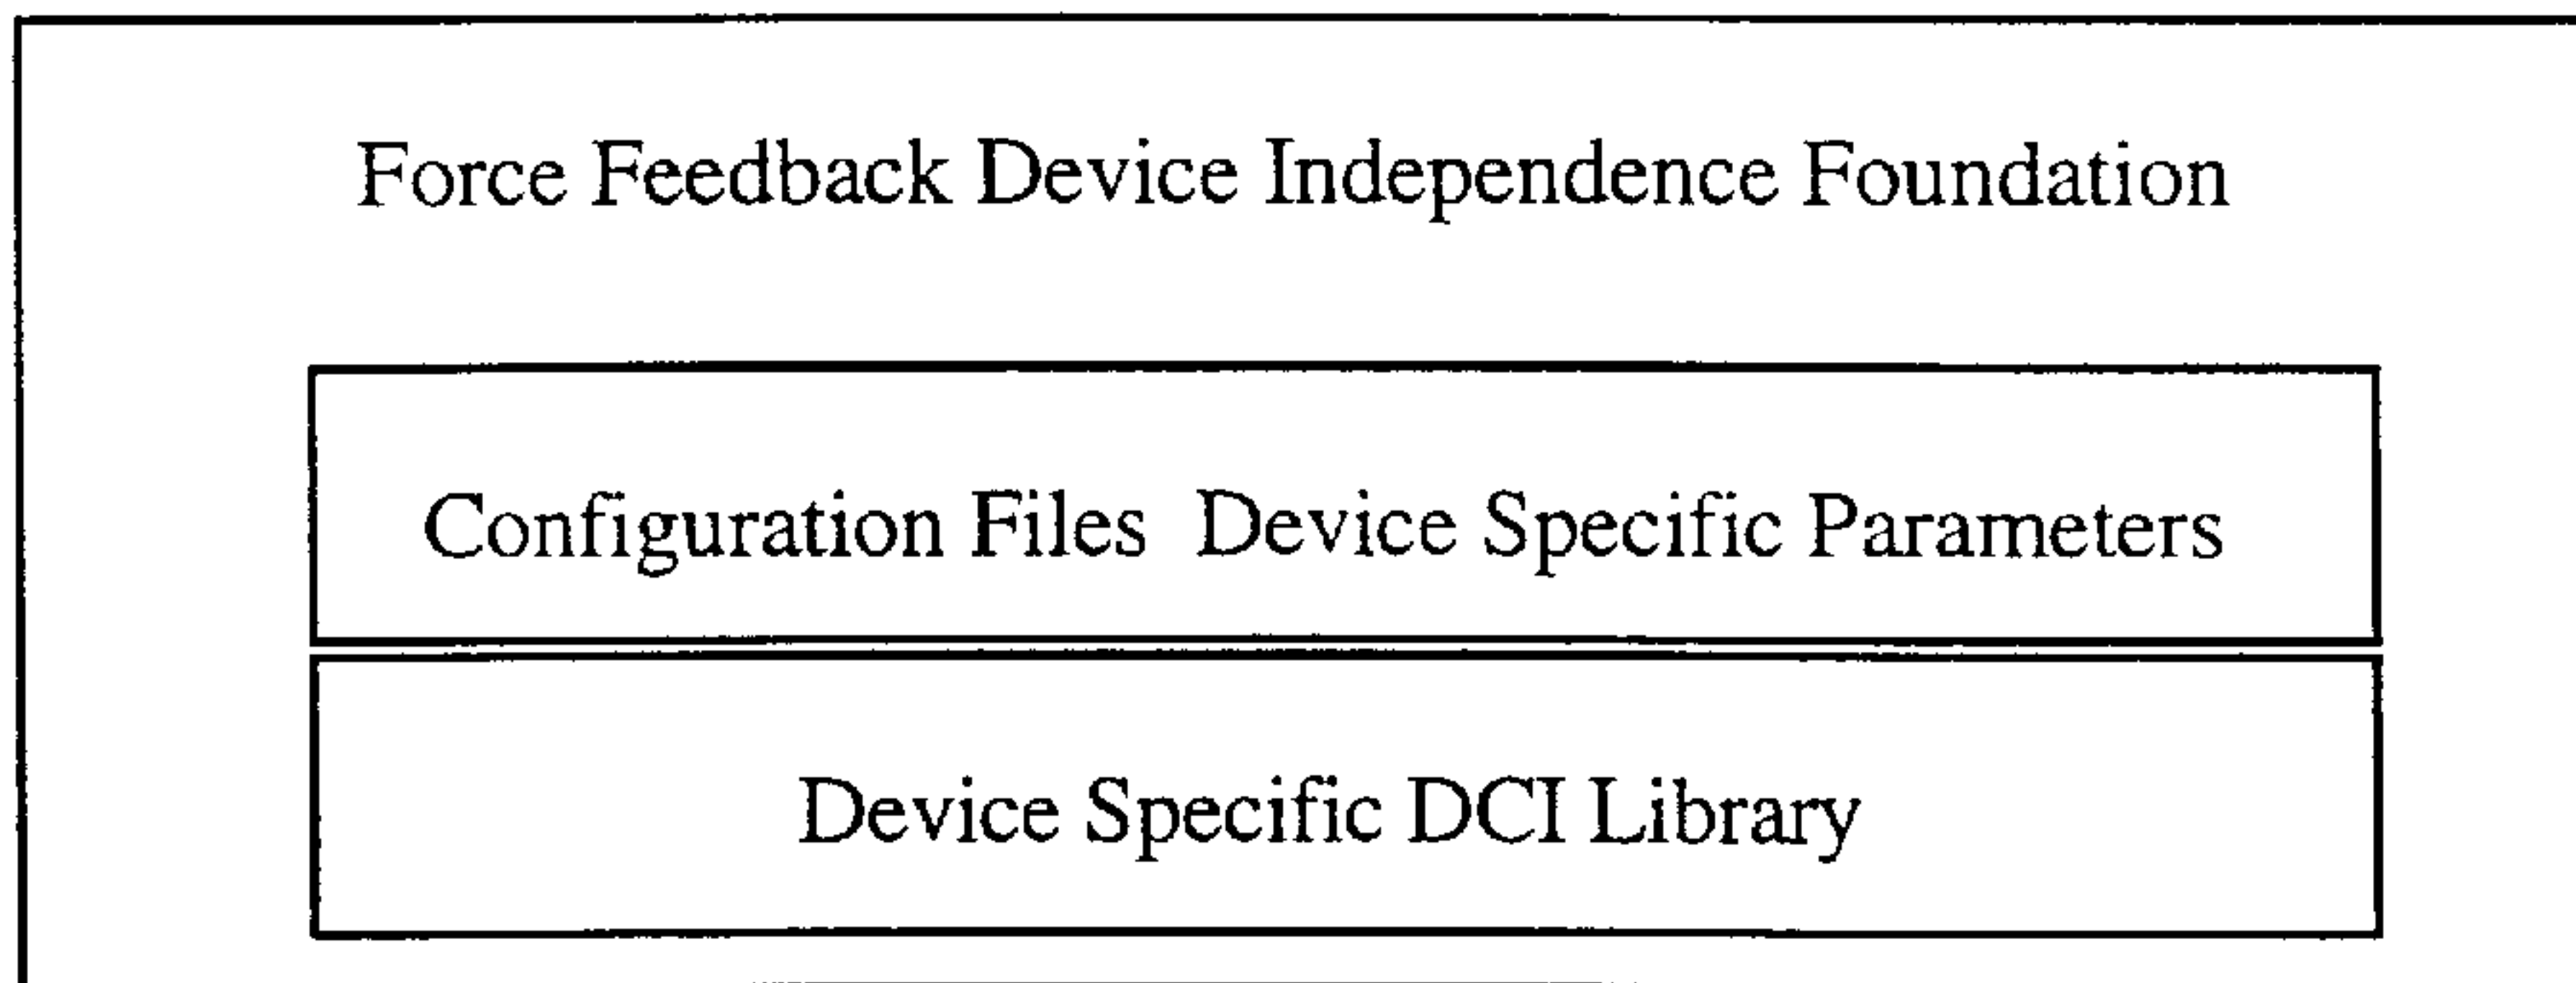 Force Feedback Device Independence Foundation
Configuration Files Device Specific Parameters
Device Specific DCI Library